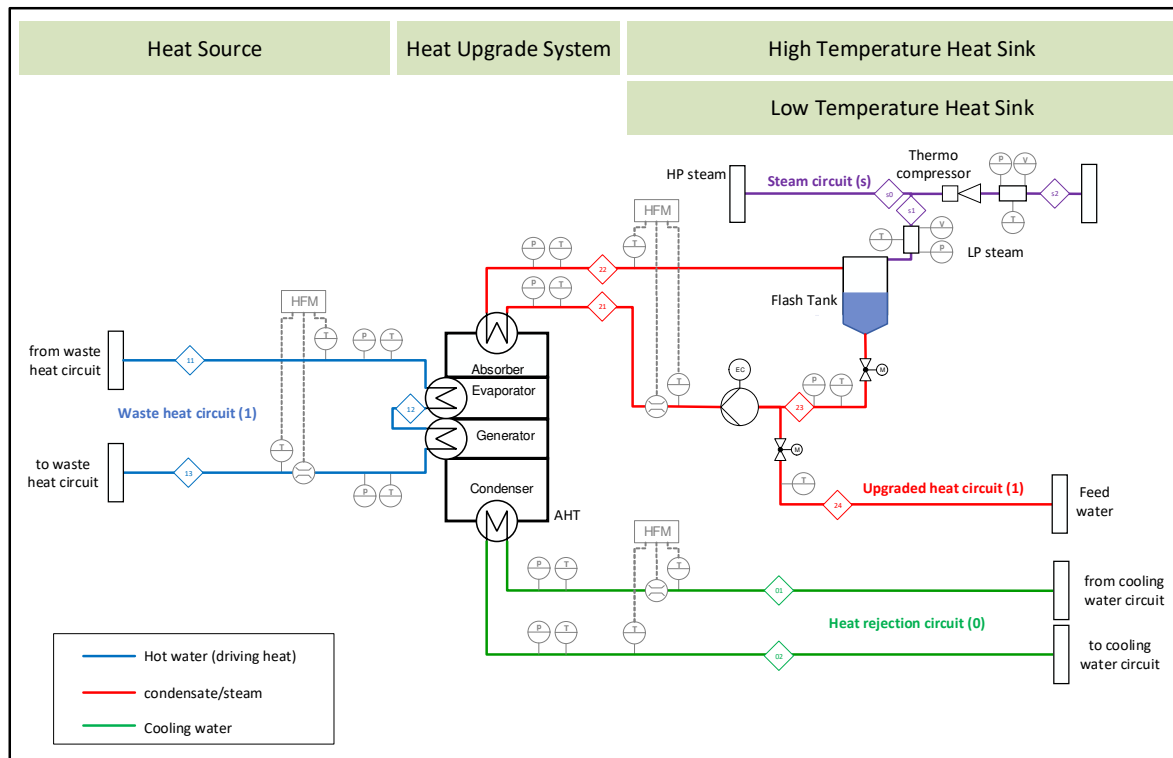 Heat Source
Heat Upgrade System
High Temperature Heat Sink
Low Temperature Heat Sink
Thermo
compressor
HP steam
Steam circuit (s)
P
V
s0
s2
s1
T
HFM
V
T
P
LP steam
P
T
T
22
Flash Tank
P
T
21
HFM
T
P
T
from waste
heat circuit
11
Absorber
Evaporator
EC
M
T
P
T
12
23
Waste heat circuit (1)
Generator
M
to waste
heat circuit
T
13
P
T
T
Condenser
Upgraded heat circuit (1)
Feed
water
24
AHT
HFM
P
T
T
from cooling
water circuit
01
Heat rejection circuit (0)
P
T
T
to cooling
water circuit
02
Hot water (driving heat)
condensate/steam
Cooling water